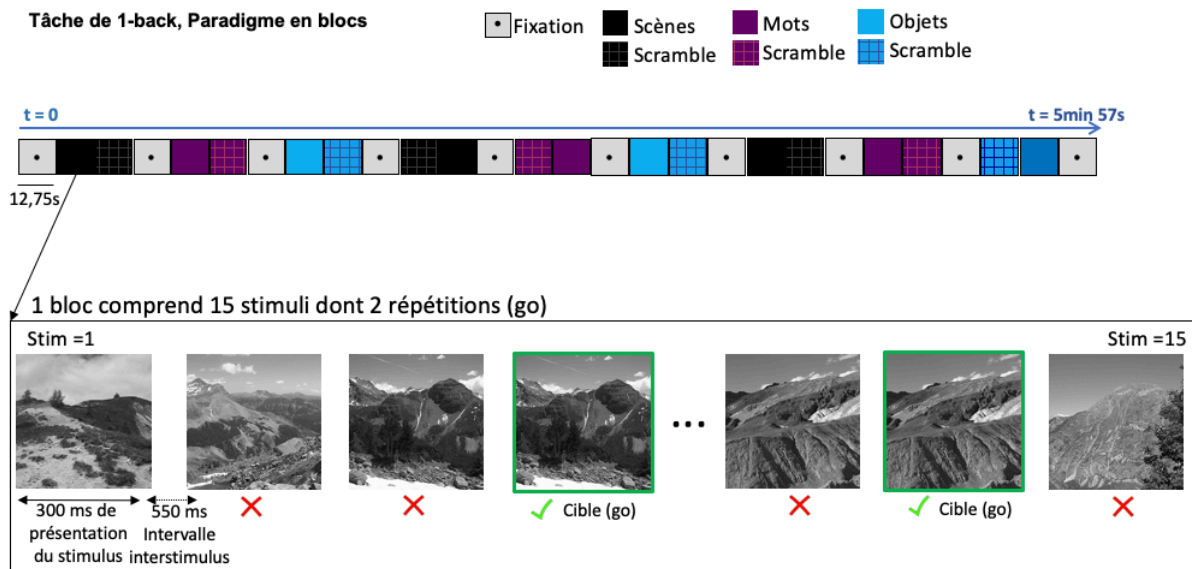 Tâche de 1-back, Paradigme en blocs
Fixation
Scènes
Mots
Objets
Scramble
Scramble
Scramble
t = 0
t = 5min 57s
12,75s
1 bloc comprend 15 stimuli dont 2 répétitions (go)
Stim =1
Stim =15
...
300 ms de
présentation
du stimulus
550 ms
Intervalle
interstimulus
Cible (go)
Cible (go)